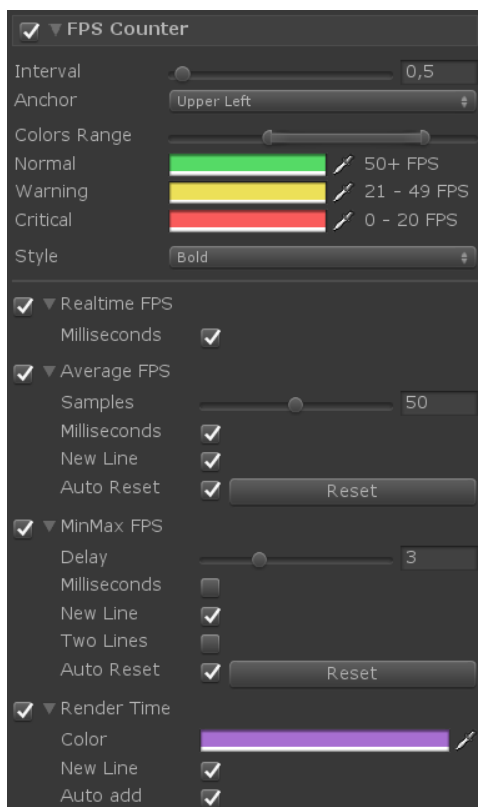 FPS Counter
Interval 0,5
Anchor Upper Left
Colors Range
Normal 50+ FPS
Warning 21 - 49 FPS
Critical 0 - 20 FPS
Style Bold
Realtime FPS
Milliseconds
Average FPS
Samples 50
Milliseconds
New Line
Auto Reset Reset
MinMax FPS
Delay 3
Milliseconds
New Line
Two Lines
Auto Reset Reset
Render Time
Color
New Line
Auto add